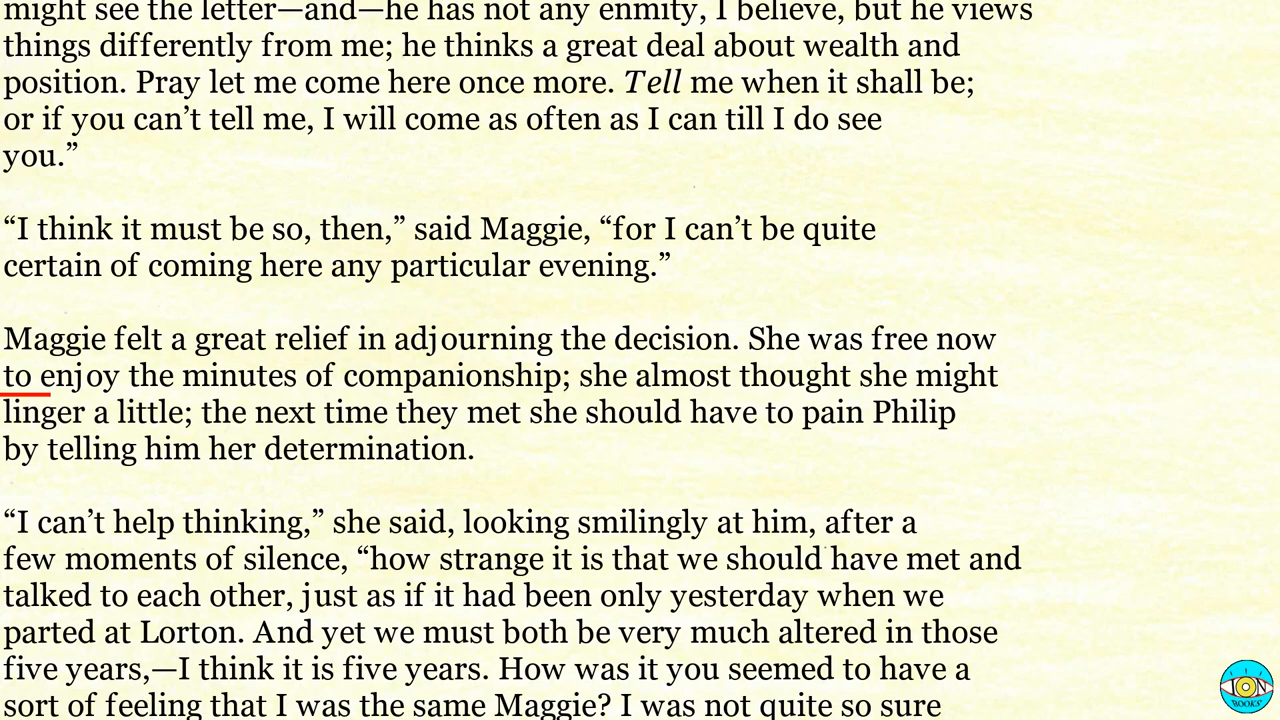 might see the letter—and—he has not any enmity, I believe, but he views
things differently from me; he thinks a great deal about wealth and
position. Pray let me come here once more. Tell me when it shall be;
or if you can’t tell me, I will come as often as I can till I do see
you.”
“I think it must be so, then,” said Maggie, “for I can’t be quite
certain of coming here any particular evening.”
Maggie felt a great relief in adjourning the decision. She was free now
to enjoy the minutes of companionship; she almost thought she might
linger a little; the next time they met she should have to pain Philip
by telling him her determination.
“I can’t help thinking,” she said, looking smilingly at him, after a
few moments of silence, “how strange it is that we should have met and
talked to each other, just as if it had been only yesterday when we
parted at Lorton. And yet we must both be very much altered in those
five years,—I think it is five years. How was it you seemed to have a
sort of feeling that I was the same Maggie? I was not quite so sure
ION
BOOKS